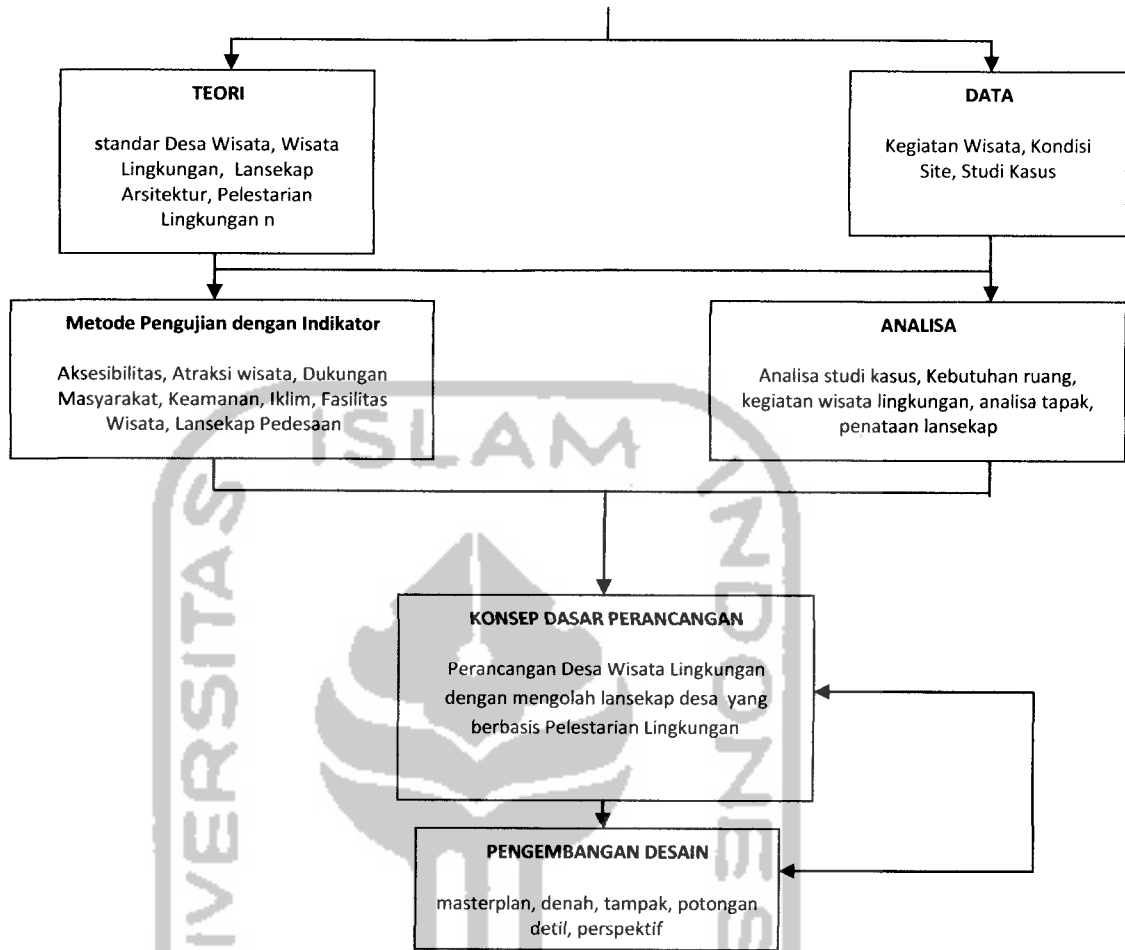 TEORI
standar Desa Wisata, Wisata
Lingkungan, Lansekap
Arsitektur, Pelestarian
Lingkungan n
DATA
Kegiatan Wisata, Kondisi
Site, Studi Kasus
Metode Pengujian dengan Indikator
Aksesibilitas, Atraksi wisata, Dukungan
Masyarakat, Keamanan, Iklim, Fasilitas
Wisata, Lansekap Pedesaan
ANALISA
Analisa studi kasus, Kebutuhan ruang,
kegiatan wisata lingkungan, analisa tapak,
penataan lansekap
KONSEP DASAR PERANCANGAN
Perancangan Desa Wisata Lingkungan
dengan mengolah lansekap desa yang
berbasis Pelestarian Lingkungan
PENGEMBANGAN DESAIN
masterplan, denah, tampak, potongan
detil, perspektif
IVERSITAS
ISLAM
INDONES